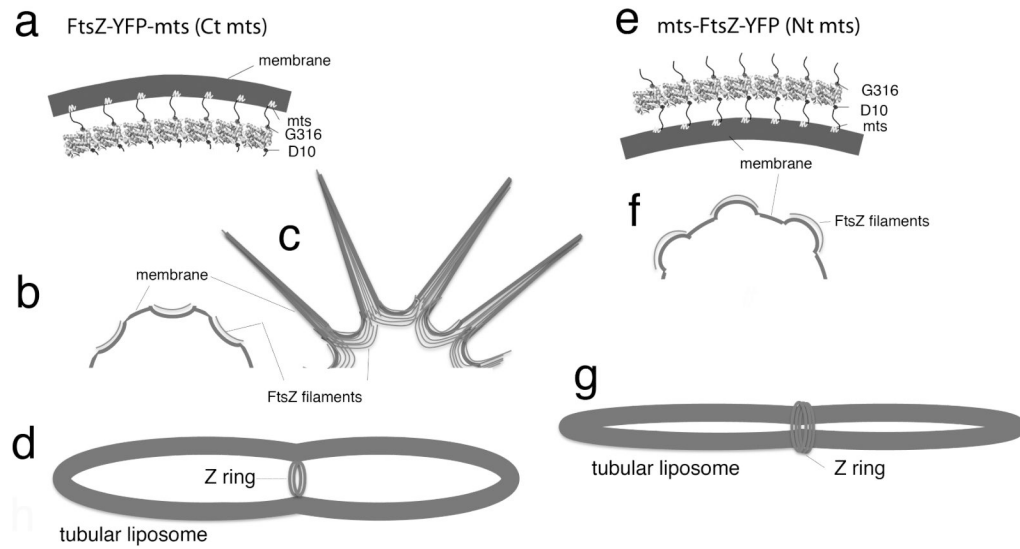 a FtsZ-YFP-mts (Ct mts)
membrane
mts
G316
D10
b
membrane
c
FtsZ filaments
d
Z ring
tubular liposome
h
e mts-FtsZ-YFP (Nt mts)
G316
D10
mts
membrane
f
FtsZ filaments
g
tubular liposome
Z ring